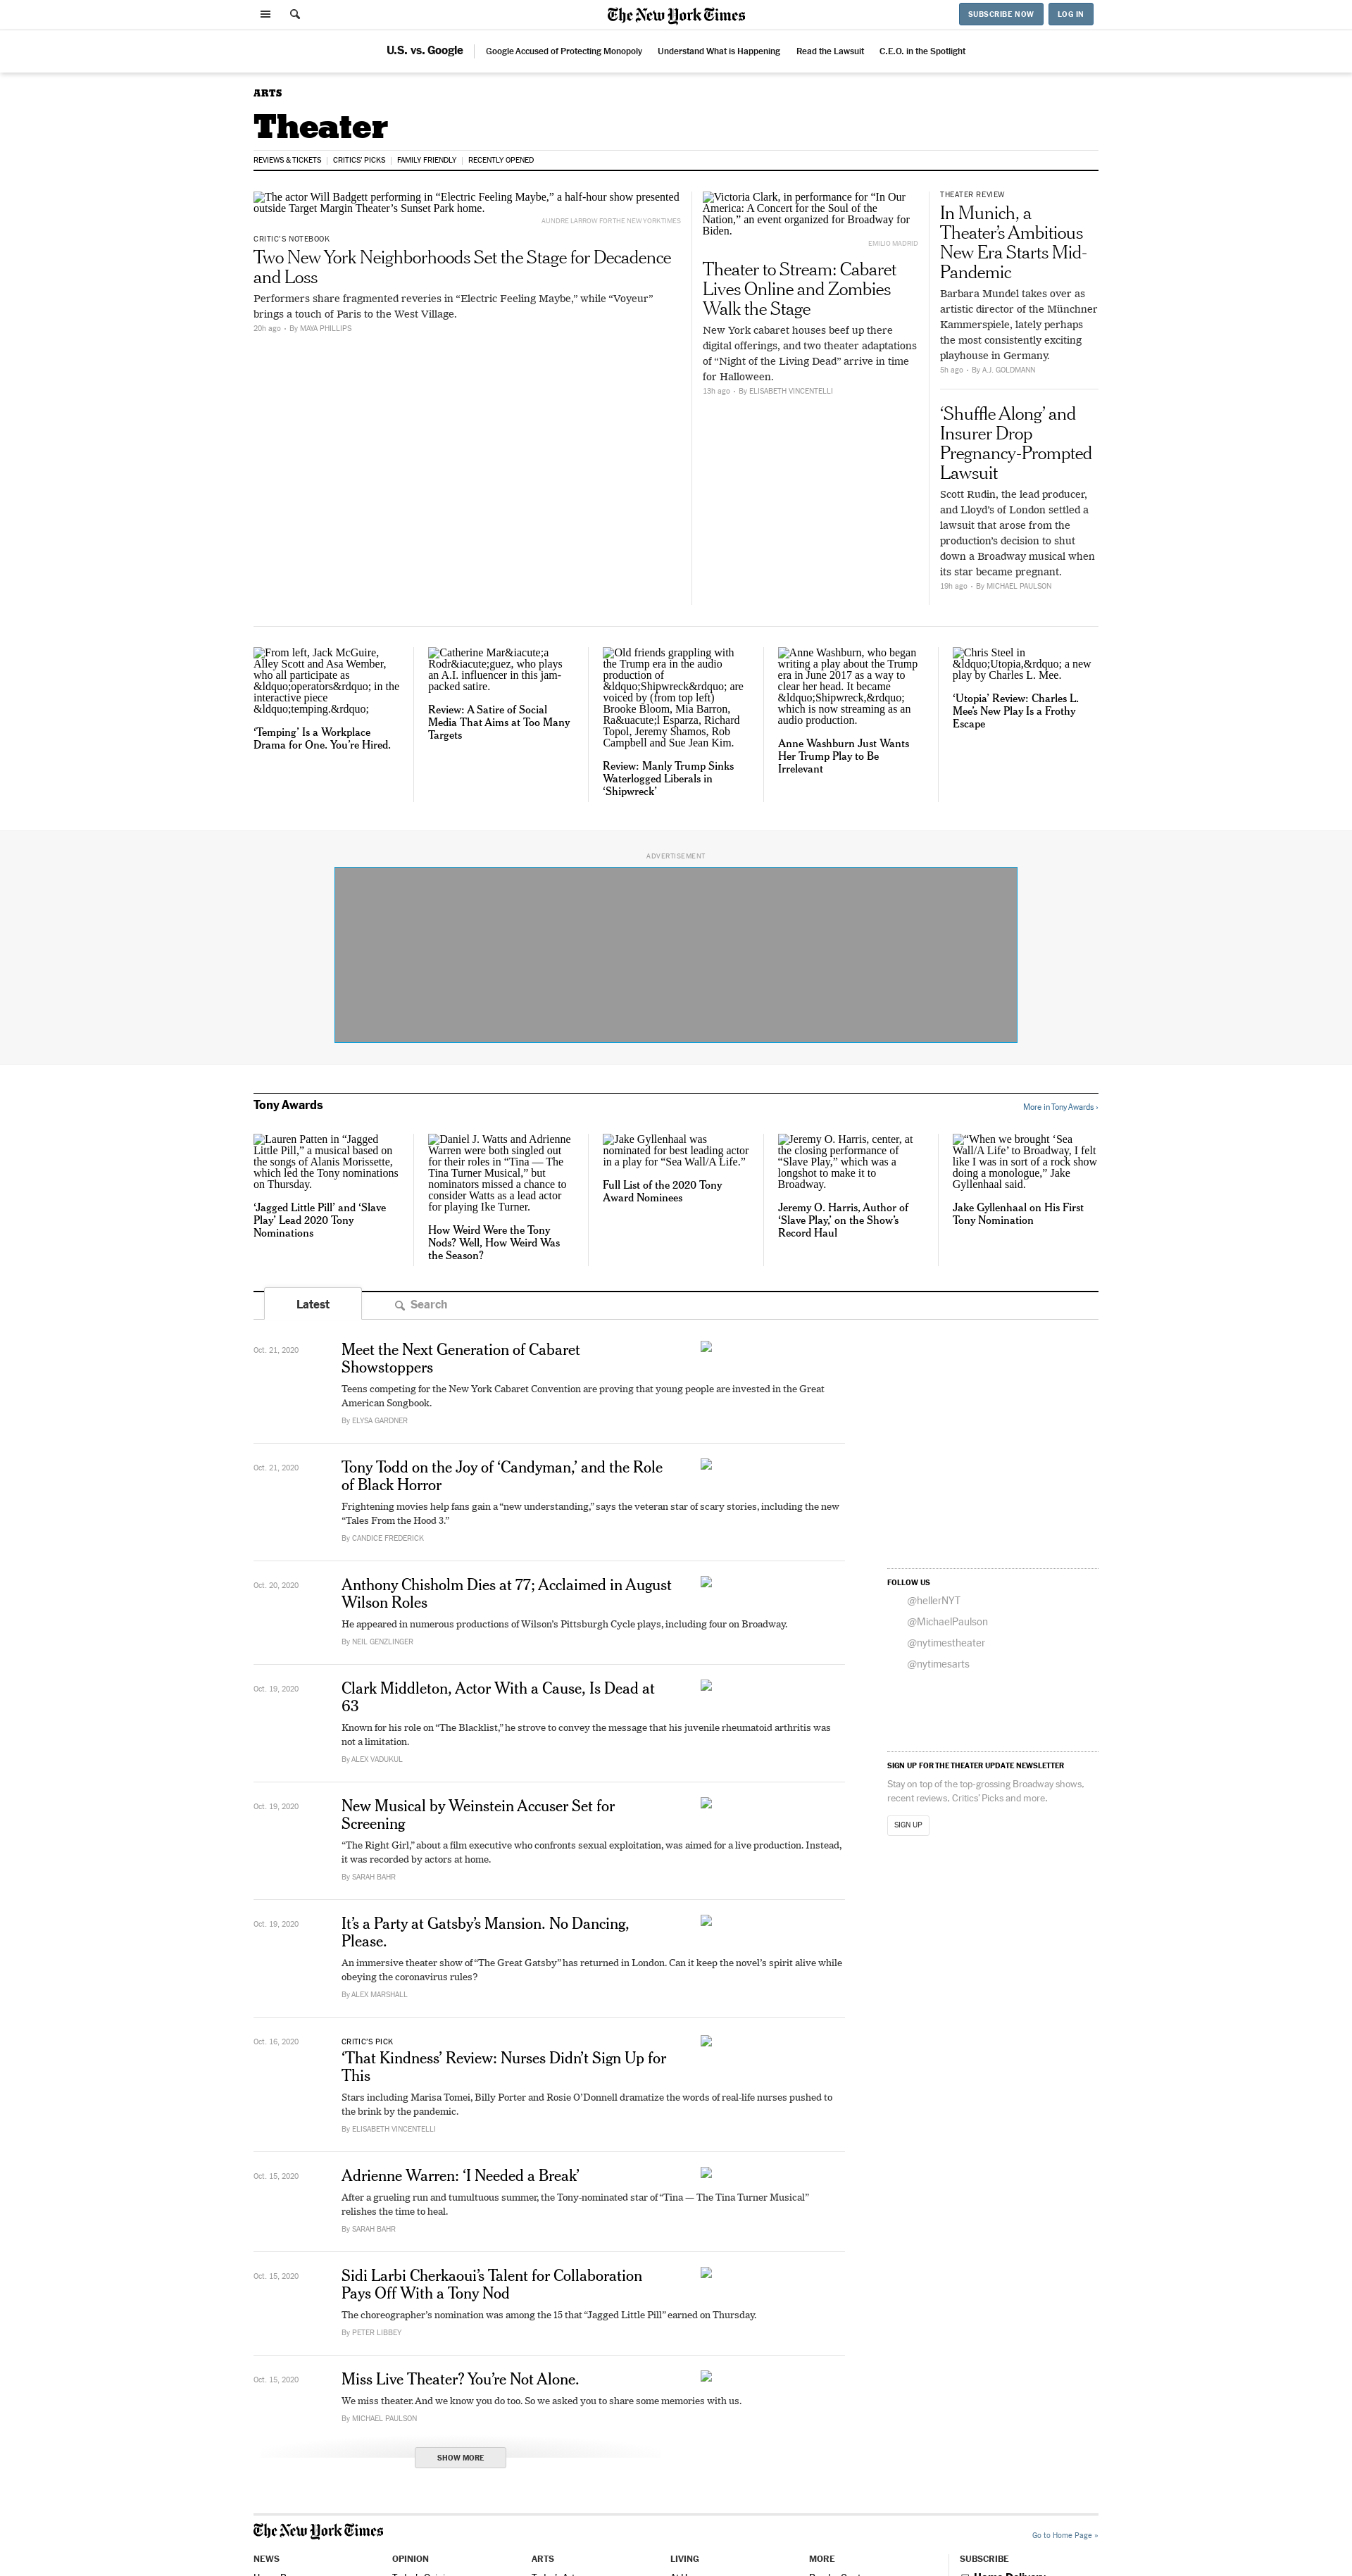 The New York Times
SUBSCRIBE NOW
LOG IN
U.S. vs. Google
Google Accused of Protecting Monopoly
Understand What is Happening
Read the Lawsuit
C.E.O. in the Spotlight
ARTS
Theater
REVIEWS & TICKETS
CRITICS' PICKS
FAMILY FRIENDLY
RECENTLY OPENED
The actor Will Badgett performing in “Electric Feeling Maybe,” a half-hour show presented
outside Target Margin Theater’s Sunset Park home.
AUNDRE LARROW FOR THE NEW YORK TIMES
CRITIC’S NOTEBOOK
Two New York Neighborhoods Set the Stage for Decadence
and Loss
Performers share fragmented reveries in “Electric Feeling Maybe,” while “Voyeur”
brings a touch of Paris to the West Village.
20h ago • By MAYA PHILLIPS
Victoria Clark, in performance for “In Our
America: A Concert for the Soul of the
Nation,” an event organized for Broadway for
Biden.
EMILIO MADRID
Theater to Stream: Cabaret
Lives Online and Zombies
Walk the Stage
New York cabaret houses beef up there
digital offerings, and two theater adaptations
of “Night of the Living Dead” arrive in time
for Halloween.
13h ago • By ELISABETH VINCENTELLI
THEATER REVIEW
In Munich, a
Theater’s Ambitious
New Era Starts Mid-
Pandemic
Barbara Mundel takes over as
artistic director of the Münchner
Kammerspiele, lately perhaps
the most consistently exciting
playhouse in Germany.
5h ago • By A.J. GOLDMANN
‘Shuffle Along’ and
Insurer Drop
Pregnancy-Prompted
Lawsuit
Scott Rudin, the lead producer,
and Lloyd’s of London settled a
lawsuit that arose from the
production’s decision to shut
down a Broadway musical when
its star became pregnant.
19h ago • By MICHAEL PAULSON
From left, Jack McGuire,
Alley Scott and Asa Wember,
who all participate as
&ldquo;operators&rdquo; in the
interactive piece
&ldquo;temping.&rdquo;
‘Temping’ Is a Workplace
Drama for One. You’re Hired.
Catherine Mar&iacute;a
Rodr&iacute;guez, who plays
an A.I. influencer in this jam-
packed satire.
Review: A Satire of Social
Media That Aims at Too Many
Targets
Old friends grappling with
the Trump era in the audio
production of
&ldquo;Shipwreck&rdquo; are
voiced by (from top left)
Brooke Bloom, Mia Barron,
Ra&uacute;l Esparza, Richard
Topol, Jeremy Shamos, Rob
Campbell and Sue Jean Kim.
Review: Manly Trump Sinks
Waterlogged Liberals in
‘Shipwreck’
Anne Washburn, who began
writing a play about the Trump
era in June 2017 as a way to
clear her head. It became
&ldquo;Shipwreck,&rdquo;
which is now streaming as an
audio production.
Anne Washburn Just Wants
Her Trump Play to Be
Irrelevant
Chris Steel in
&ldquo;Utopia,&rdquo; a new
play by Charles L. Mee.
‘Utopia’ Review: Charles L.
Mee’s New Play Is a Frothy
Escape
ADVERTISEMENT
Tony Awards
More in Tony Awards ›
Lauren Patten in “Jagged
Little Pill,” a musical based on
the songs of Alanis Morissette,
which led the Tony nominations
on Thursday.
‘Jagged Little Pill’ and ‘Slave
Play’ Lead 2020 Tony
Nominations
Daniel J. Watts and Adrienne
Warren were both singled out
for their roles in “Tina — The
Tina Turner Musical,” but
nominators missed a chance to
consider Watts as a lead actor
for playing Ike Turner.
How Weird Were the Tony
Nods? Well, How Weird Was
the Season?
Jake Gyllenhaal was
nominated for best leading actor
in a play for “Sea Wall/A Life.”
Full List of the 2020 Tony
Award Nominees
Jeremy O. Harris, center, at
the closing performance of
“Slave Play,” which was a
longshot to make it to
Broadway.
Jeremy O. Harris, Author of
‘Slave Play,’ on the Show’s
Record Haul
“When we brought ‘Sea
Wall/A Life’ to Broadway, I felt
like I was in sort of a rock show
doing a monologue,” Jake
Gyllenhaal said.
Jake Gyllenhaal on His First
Tony Nomination
Latest
Search
Oct. 21, 2020
Meet the Next Generation of Cabaret
Showstoppers
Teens competing for the New York Cabaret Convention are proving that young people are invested in the Great
American Songbook.
By ELYSA GARDNER
Oct. 21, 2020
Tony Todd on the Joy of ‘Candyman,’ and the Role
of Black Horror
Frightening movies help fans gain a “new understanding,” says the veteran star of scary stories, including the new
“Tales From the Hood 3.”
By CANDICE FREDERICK
Oct. 20, 2020
Anthony Chisholm Dies at 77; Acclaimed in August
Wilson Roles
He appeared in numerous productions of Wilson’s Pittsburgh Cycle plays, including four on Broadway.
By NEIL GENZLINGER
Oct. 19, 2020
Clark Middleton, Actor With a Cause, Is Dead at
63
Known for his role on “The Blacklist,” he strove to convey the message that his juvenile rheumatoid arthritis was
not a limitation.
By ALEX VADUKUL
Oct. 19, 2020
New Musical by Weinstein Accuser Set for
Screening
“The Right Girl,” about a film executive who confronts sexual exploitation, was aimed for a live production. Instead,
it was recorded by actors at home.
By SARAH BAHR
Oct. 19, 2020
It’s a Party at Gatsby’s Mansion. No Dancing,
Please.
An immersive theater show of “The Great Gatsby” has returned in London. Can it keep the novel’s spirit alive while
obeying the coronavirus rules?
By ALEX MARSHALL
Oct. 16, 2020
CRITIC’S PICK
‘That Kindness’ Review: Nurses Didn’t Sign Up for
This
Stars including Marisa Tomei, Billy Porter and Rosie O’Donnell dramatize the words of real-life nurses pushed to
the brink by the pandemic.
By ELISABETH VINCENTELLI
Oct. 15, 2020
Adrienne Warren: ‘I Needed a Break’
After a grueling run and tumultuous summer, the Tony-nominated star of “Tina — The Tina Turner Musical”
relishes the time to heal.
By SARAH BAHR
Oct. 15, 2020
Sidi Larbi Cherkaoui’s Talent for Collaboration
Pays Off With a Tony Nod
The choreographer’s nomination was among the 15 that “Jagged Little Pill” earned on Thursday.
By PETER LIBBEY
Oct. 15, 2020
Miss Live Theater? You’re Not Alone.
We miss theater. And we know you do too. So we asked you to share some memories with us.
By MICHAEL PAULSON
SHOW MORE
FOLLOW US
@hellerNYT
@MichaelPaulson
@nytimestheater
@nytimesarts
SIGN UP FOR THE THEATER UPDATE NEWSLETTER
Stay on top of the top-grossing Broadway shows,
recent reviews, Critics’ Picks and more.
SIGN UP
The New York Times
Go to Home Page »
NEWS
OPINION
ARTS
LIVING
MORE
SUBSCRIBE